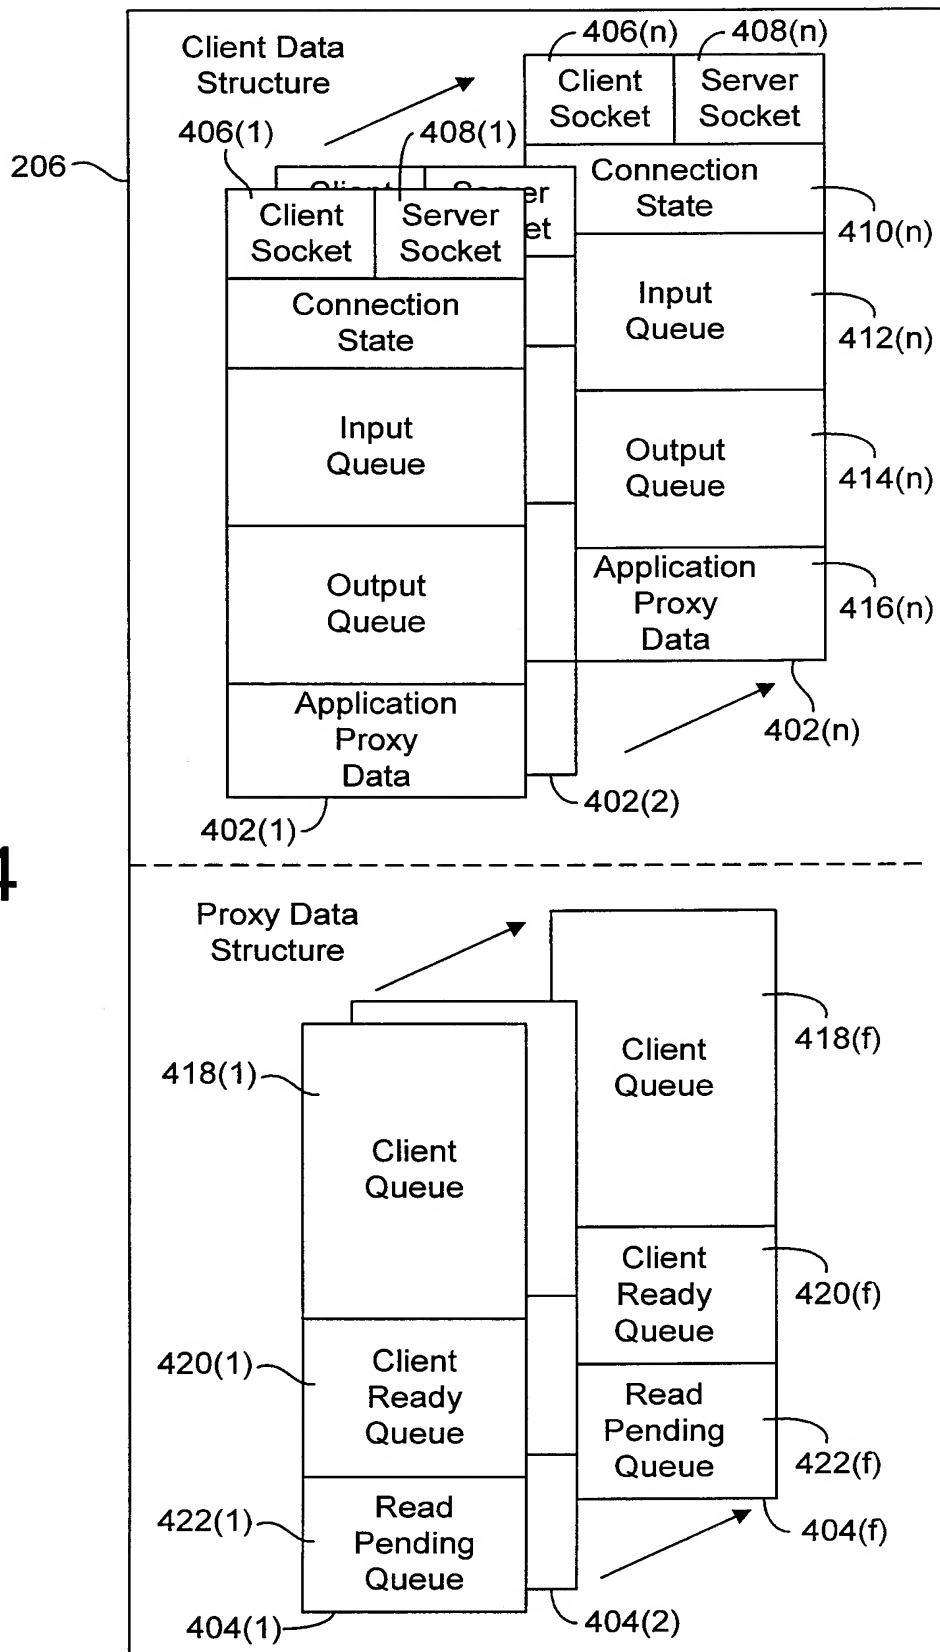 Client Data
Structure
406(n)
408(n)
Client
Socket
Server
Socket
406(1)
408(1)
206
Connection
State
410(n)
Client
Socket
Server
Socket
Input
Queue
412(n)
Connection
State
Output
Queue
414(n)
Input
Queue
Application
Proxy
Data
416(n)
Output
Queue
402(n)
Application
Proxy
Data
402(2)
402(1)
4
Proxy Data
Structure
418(f)
Client
Queue
418(1)
Client
Queue
Client
Ready
Queue
420(f)
420(1)
Client
Ready
Queue
Read
Pending
Queue
422(f)
422(1)
Read
Pending
Queue
404(f)
404(2)
404(1)